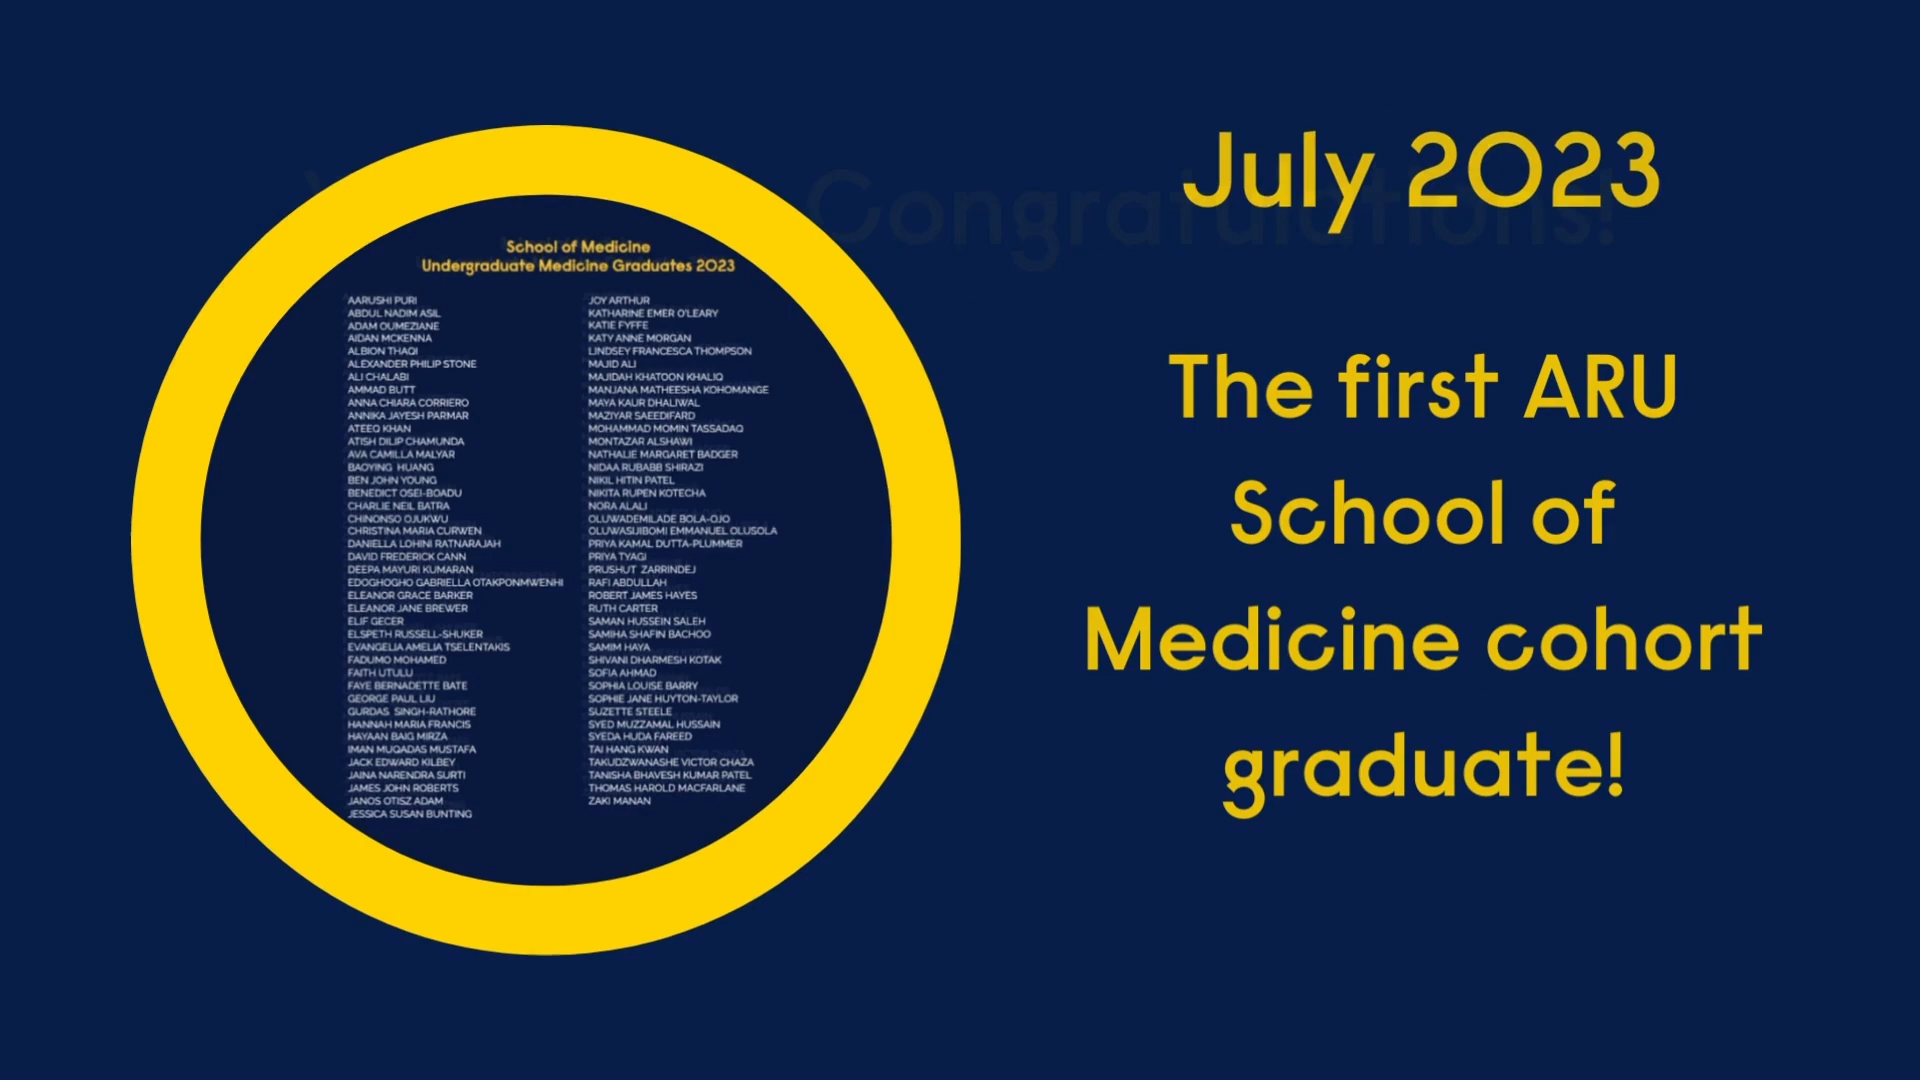 School of Medicine
Undergraduate Medicine Graduates 2023
AARUSHI PURI
ABDUL NADIM ASIL
ADAM OUMEZIANE
AIDAN MCKENNA
ALBION THAQI
ALEXANDER PHILIP STONE
ALI CHALABI
AMMAD BUTT
ANNA CHIARA CORRIERO
ANNIKA JAYESH PARMAR
ATEEQ KHAN
ATISH DILIP CHAMUNDA
AVA CAMILLA MALYAR
BAOYING HUANG
BEN JOHN YOUNG
BENEDICT OSEI-BOADU
CHARLIE NEIL BATRA
CHINONSO OJUKWU
CHRISTINA MARIA CURWEN
DANIELLA LOHINI RATNARAJAH
DAVID FREDERICK CANN
DEEPA MAYURI KUMARAN
EDOGHOGHO GABRIELLA OTAKPONMWENHI
ELEANOR GRACE BARKER
ELEANOR JANE BREWER
ELIF GECER
ELSPETH RUSSELL-SHUKER
EVANGELIA AMELIA TSELENTAKIS
FADUMO MOHAMED
FAITH UTULU
FAYE BERNADETTE BATE
GEORGE PAUL LIU
GURDAS SINGH-RATHORE
HANNAH MARIA FRANCIS
HAYAAN BAIG MIRZA
IMAN MUQADAS MUSTAFA
JACK EDWARD KILBEY
JAINA NARENDRA SURTI
JAMES JOHN ROBERTS
JANOS OTISZ ADAM
JESSICA SUSAN BUNTING
JOY ARTHUR
KATHARINE EMER O'LEARY
KATIE FYFFE
KATY ANNE MORGAN
LINDSEY FRANCESCA THOMPSON
MAJID ALI
MAJIDAH KHATOON KHALIQ
MANJANA MATHEESHA KOHOMANGE
MAYA KAUR DHALIWAL
MAZIYAR SAEEDIFARD
MOHAMMAD MOMIN TASSADAQ
MONTAZAR ALSHAWI
NATHALIE MARGARET BADGER
NIDAA RUBABB SHIRAZI
NIKIL HITIN PATEL
NIKITA RUPEN KOTECHA
NORA ALALI
OLUWADEMILADE BOLA-OJO
OLUWASIJIBOMI EMMANUEL OLUSOLA
PRIYA KAMAL DUTTA-PLUMMER
PRIYA TYAGI
PRUSHUT ZARRINDEJ
RAFI ABDULLAH
ROBERT JAMES HAYES
RUTH CARTER
SAMAN HUSSEIN SALEH
SAMIHA SHAFIN BACHOO
SAMIM HAYA
SHIVANI DHARMESH KOTAK
SOFIA AHMAD
SOPHIA LOUISE BARRY
SOPHIE JANE HUYTON-TAYLOR
SUZETTE STEELE
SYED MUZZAMAL HUSSAIN
SYEDA HUDA FAREED
TAI HANG KWAN
TAKUDZWANASHE VICTOR CHAZA
TANISHA BHAVESH KUMAR PATEL
THOMAS HAROLD MACFARLANE
ZAKI MANAN
Congratulations!
July 2023
The first ARU
School of
Medicine cohort
graduate!